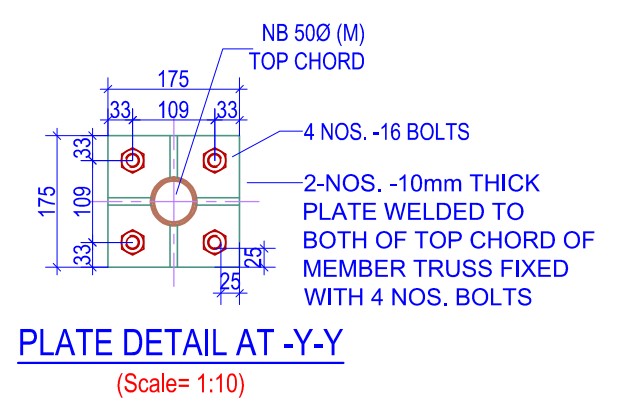 NB 50Ø (M)
TOP CHORD
175
33 109 33
4 NOS. -16 BOLTS
175
33
109
33
2-NOS. -10mm THICK
PLATE WELDED TO
BOTH OF TOP CHORD OF
MEMBER TRUSS FIXED
WITH 4 NOS. BOLTS
25
25
PLATE DETAIL AT -Y-Y
(Scale= 1:10)